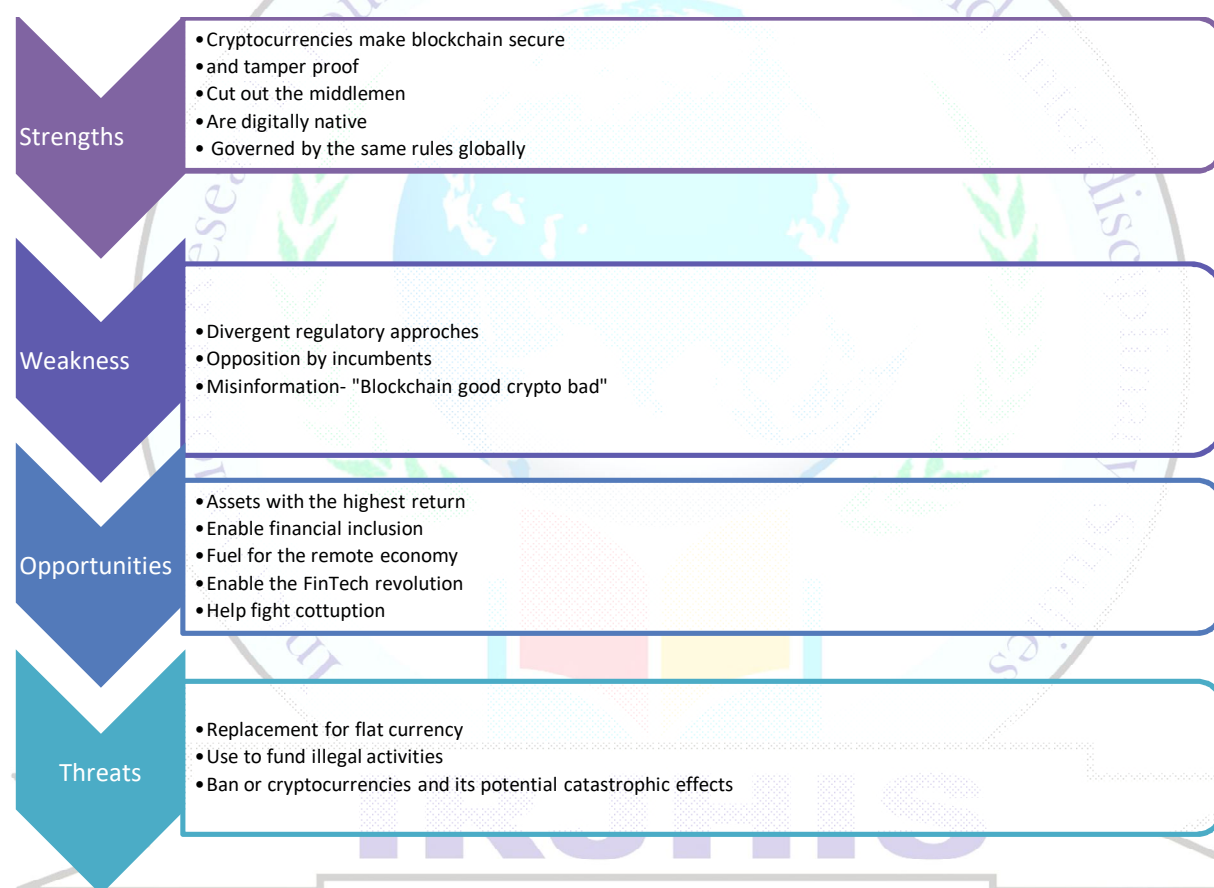 Strengths
•Cryptocurrencies make blockchain secure
•and tamper proof
•Cut out the middlemen
•Are digitally native
• Governed by the same rules globally
Weakness
•Divergent regulatory approches
•Opposition by incumbents
•Misinformation- "Blockchain good crypto bad"
Opportunities
•Assets with the highest return
•Enable financial inclusion
•Fuel for the remote economy
•Enable the FinTech revolution
•Help fight cottuption
Threats
•Replacement for flat currency
•Use to fund illegal activities
•Ban or cryptocurrencies and its potential catastrophic effects
IRJHIS